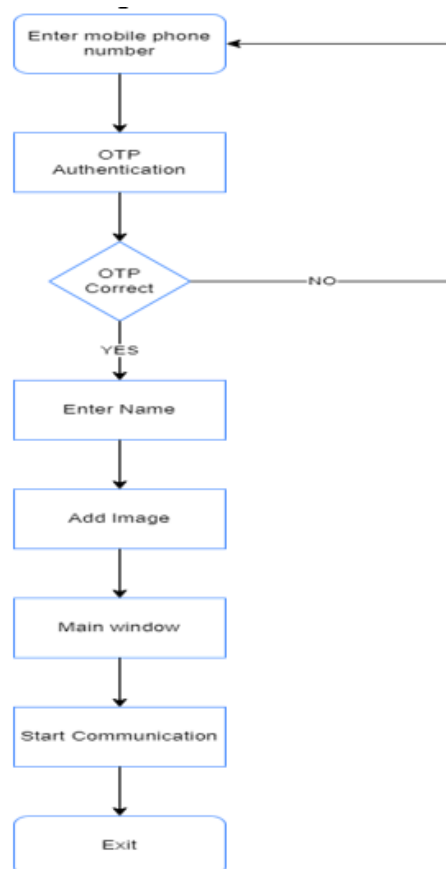 Enter mobile phone
number
OTP
Authentication
OTP
Correct
NO
YES
Enter Name
Add Image
Main window
Start Communication
Exit